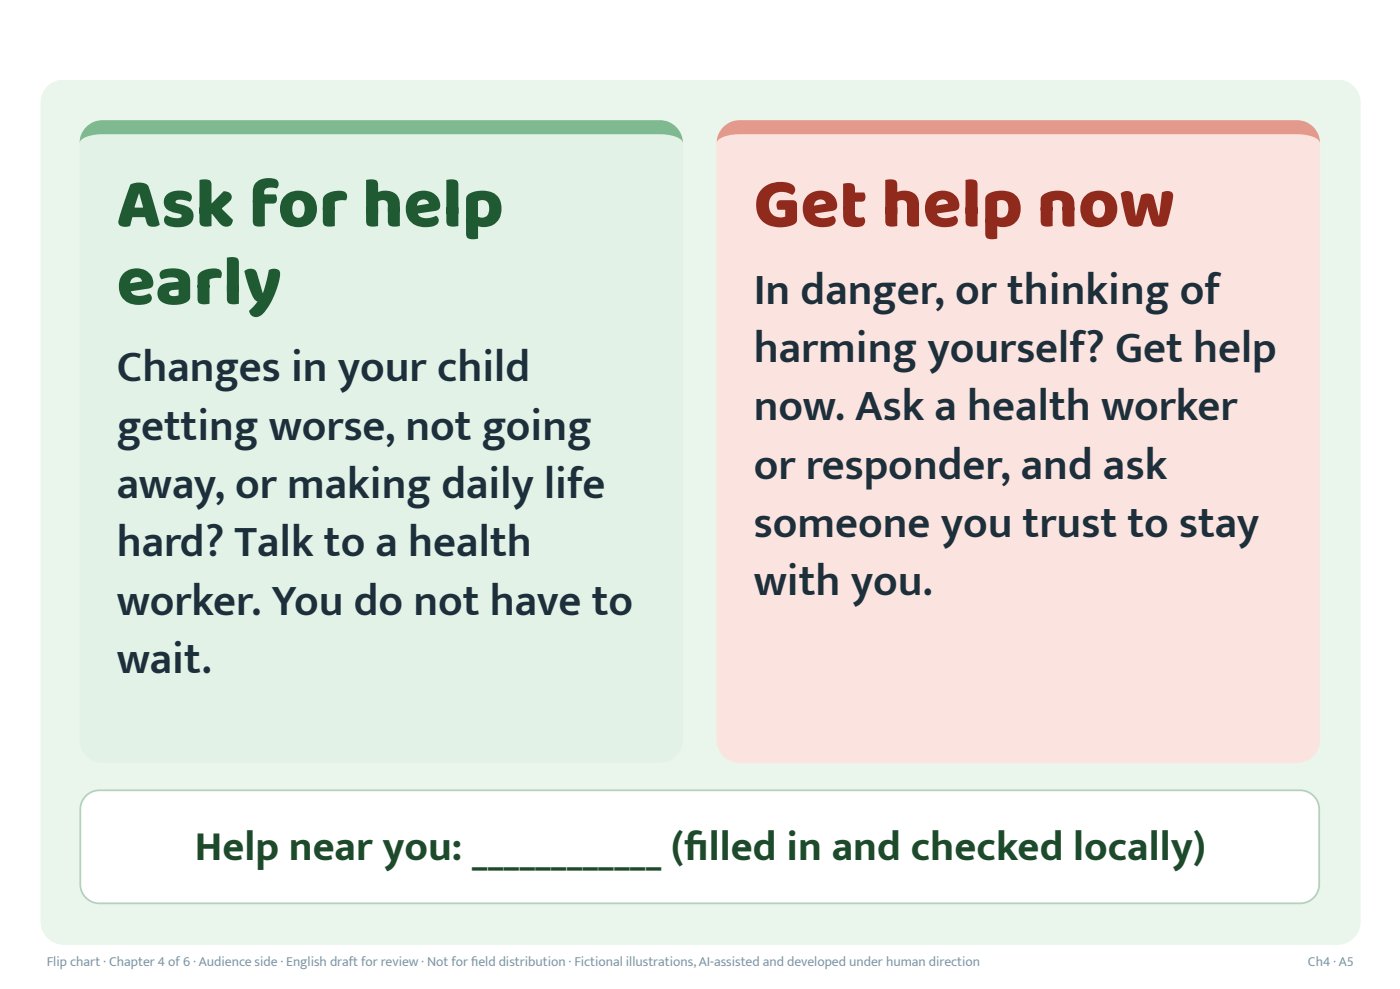 Ask for help
early
Changes in your child
getting worse, not going
away, or making daily life
hard? Talk to a health
worker. You do not have to
wait.
Get help now
In danger, or thinking of
harming yourself? Get help
now. Ask a health worker
or responder, and ask
someone you trust to stay
with you.
Help near you: ____________ (filled in and checked locally)
Flip chart · Chapter 4 of 6 · Audience side · English draft for review · Not for field distribution · Fictional illustrations, AI-assisted and developed under human direction
Ch4 · A5